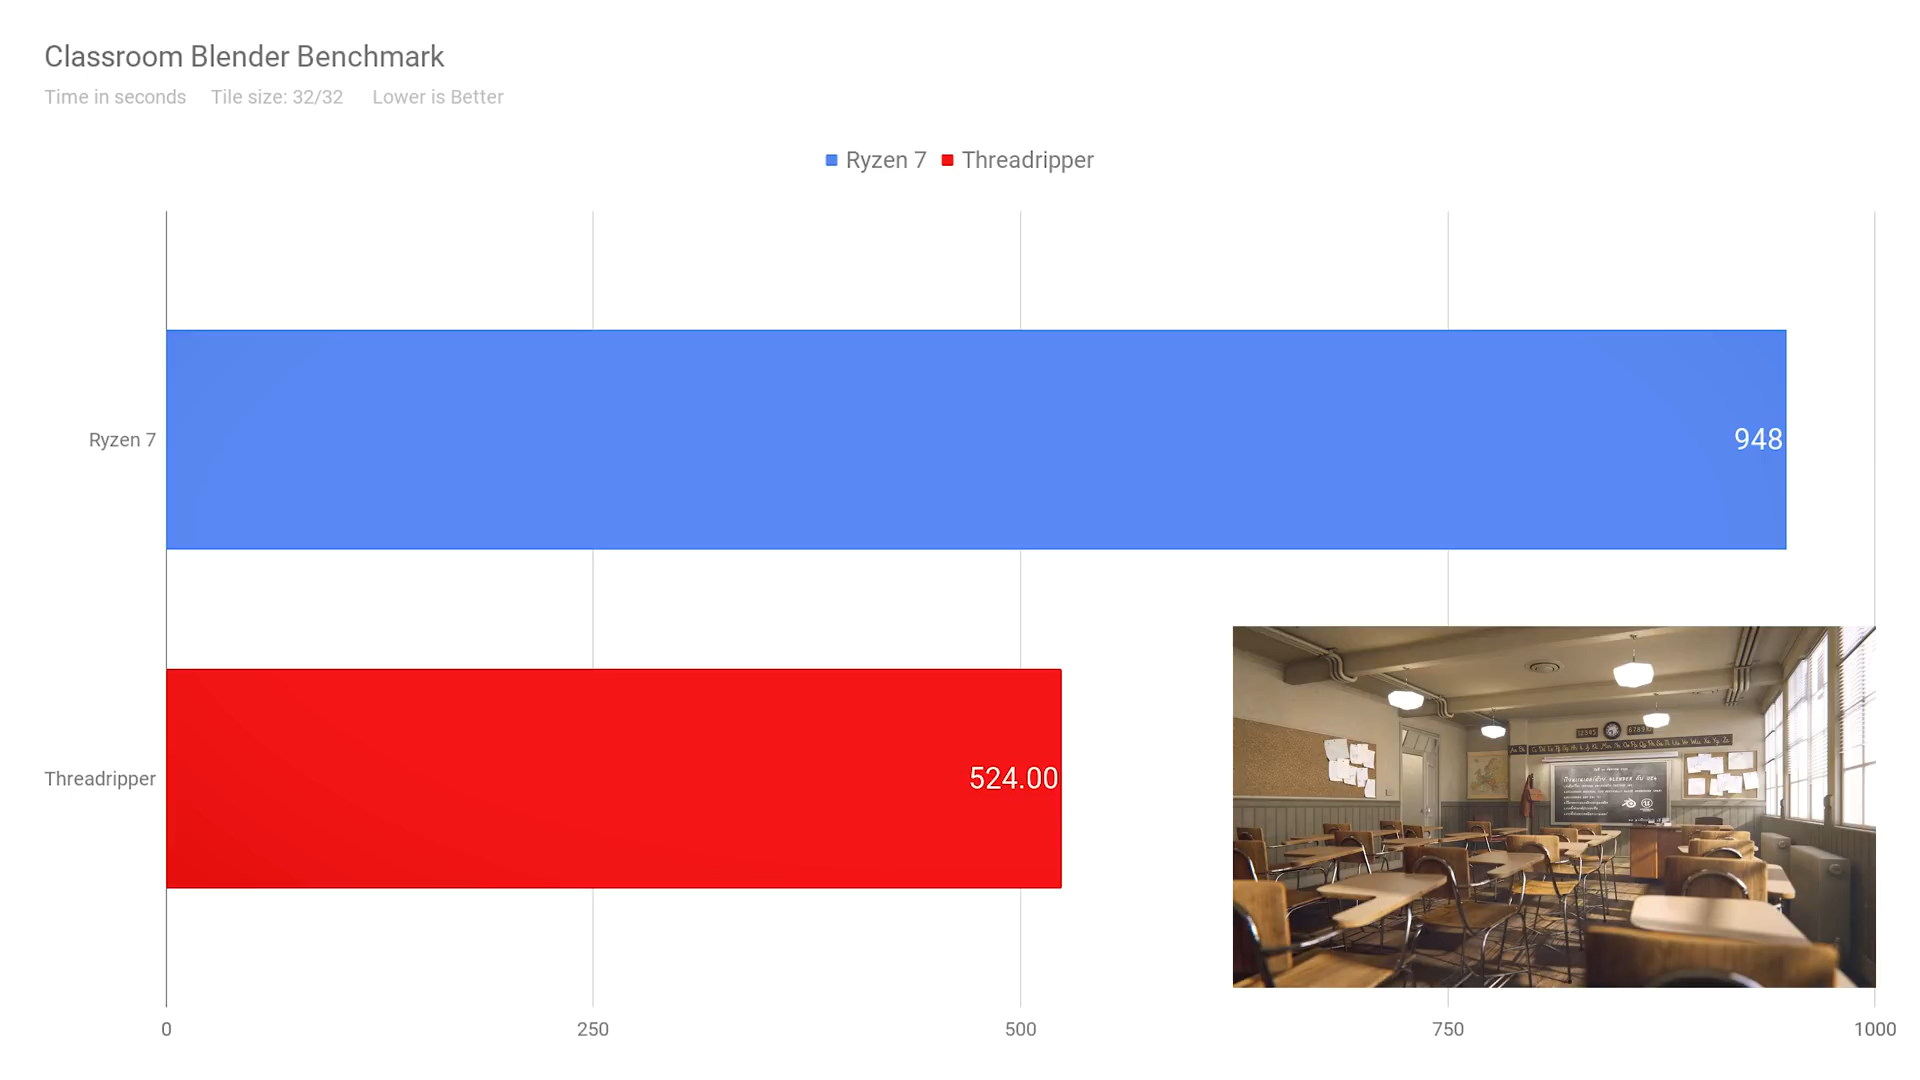 Classroom Blender Benchmark
Time in seconds Tile size: 32/32 Lower is Better
Ryzen 7 Threadripper
Ryzen 7
948
Threadripper
524.00
0 250 500 750 1000